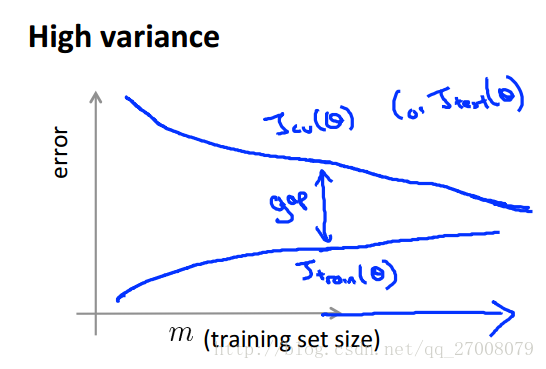 High variance
(or Jtest(θ)
Jcv(θ)
error
gap
Jtrain(θ)
m (training set size)
http://blog.csdn.net/qq_27008079